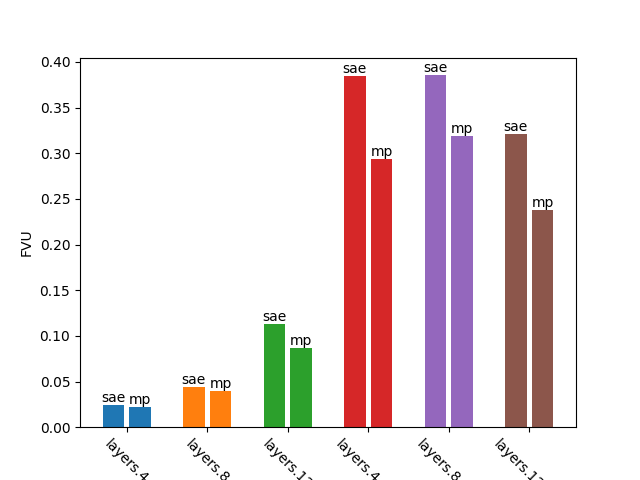 0.40
0.35
0.30
0.25
0.20
0.15
0.10
0.05
0.00
FVU
sae
mp
sae
mp
sae
mp
sae
mp
sae
mp
sae
mp
layers.4
layers.8
layers.4
layers.8